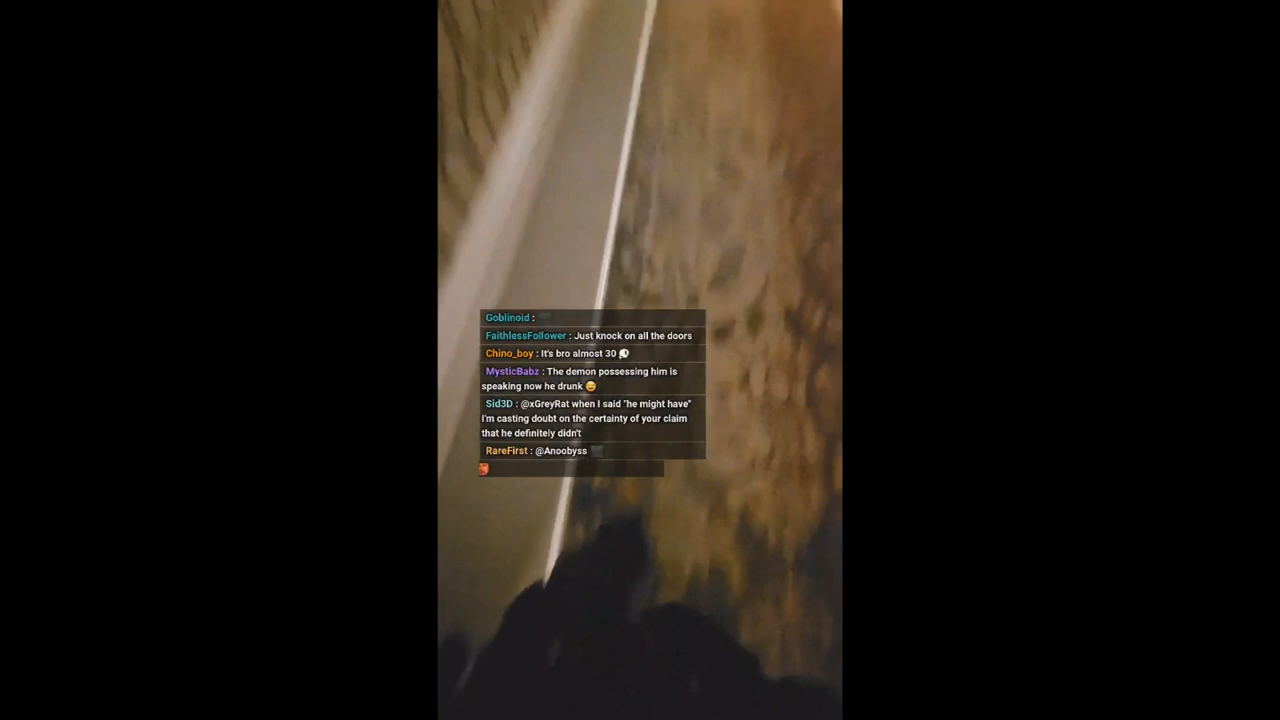 Goblinoid :
FaithlessFollower : Just knock on all the doors
Chino_boy : It's bro almost 30
MysticBabz : The demon possessing him is
speaking now he drunk 😄
Sid3D : @xGreyRat when I said "he might have"
I'm casting doubt on the certainty of your claim
that he definitely didn't
RareFirst : @Anoobyss